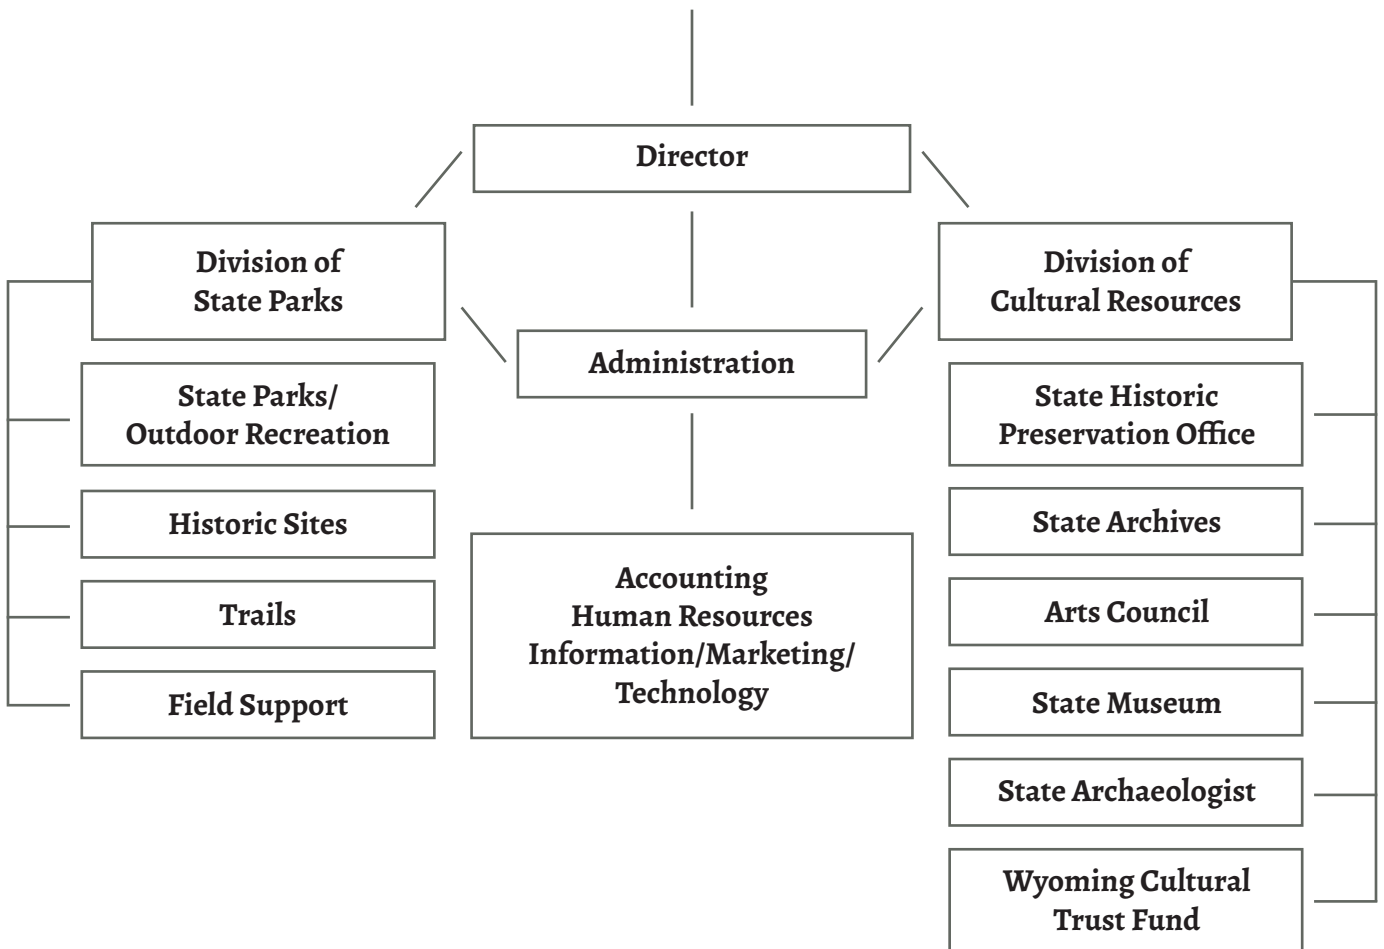 Director
Division of
State Parks
Division of
Cultural Resources
Administration
State Parks/
Outdoor Recreation
Historic Sites
Trails
Field Support
Accounting
Human Resources
Information/Marketing/
Technology
State Historic
Preservation Office
State Archives
Arts Council
State Museum
State Archaeologist
Wyoming Cultural
Trust Fund